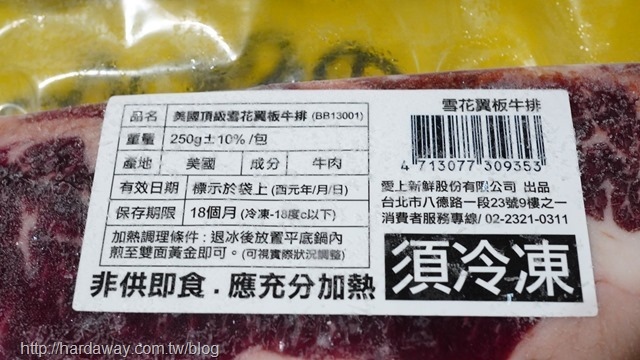 品名 美國頂級雪花翼板牛排 (BB13001)
重量 250g±10%/包
產地 美國 成分 牛肉
有效日期 標示於袋上 (西元年/月/日)
保存期限 18個月 (冷凍-18度c以下)
加熱調理條件:退冰後放置平底鍋內
煎至雙面黃金即可。(可視實際狀況調整)
雪花翼板牛排
4 713077 309353
愛上新鮮股份有限公司 出品
台北市八德路一段23號9樓之一
消費者服務專線/ 02-2321-0311
非供即食.應充分加熱
須冷凍
http://hardaway.com.tw/blog